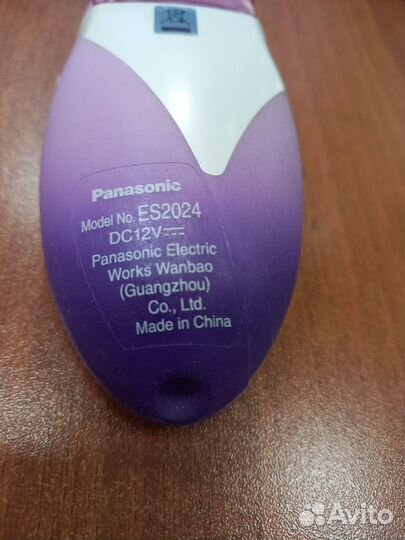 Panasonic
Model No. ES2024
DC12V⎓
Panasonic Electric
Works Wanbao
(Guangzhou)
Co., Ltd.
Made in China
Avito